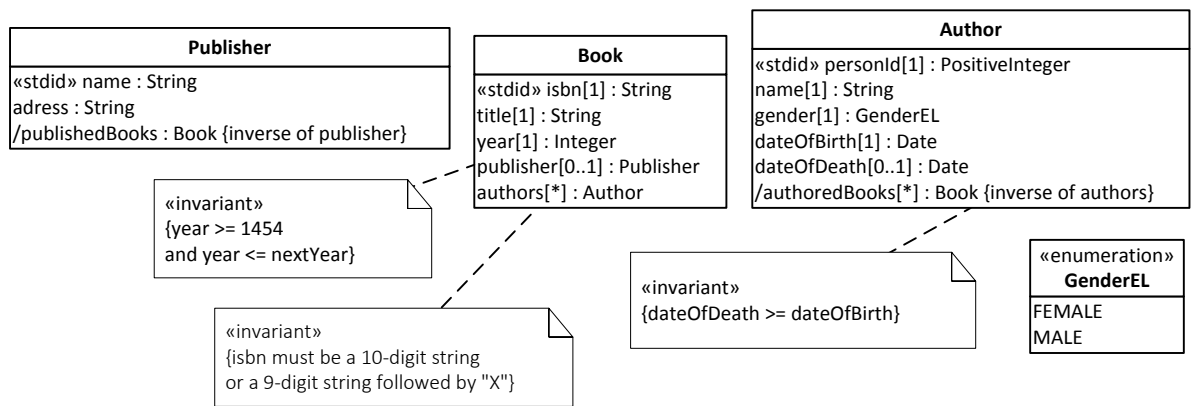 Publisher
«stdid» name : String
adress : String
/publishedBooks : Book {inverse of publisher}
Book
«stdid» isbn[1] : String
title[1] : String
year[1] : Integer
publisher[0..1] : Publisher
authors[*] : Author
Author
«stdid» personId[1] : PositiveInteger
name[1] : String
gender[1] : GenderEL
dateOfBirth[1] : Date
dateOfDeath[0..1] : Date
/authoredBooks[*] : Book {inverse of authors}
«invariant»
{year >= 1454
and year <= nextYear}
«invariant»
{isbn must be a 10-digit string
or a 9-digit string followed by "X"}
«invariant»
{dateOfDeath >= dateOfBirth}
«enumeration»
GenderEL
FEMALE
MALE